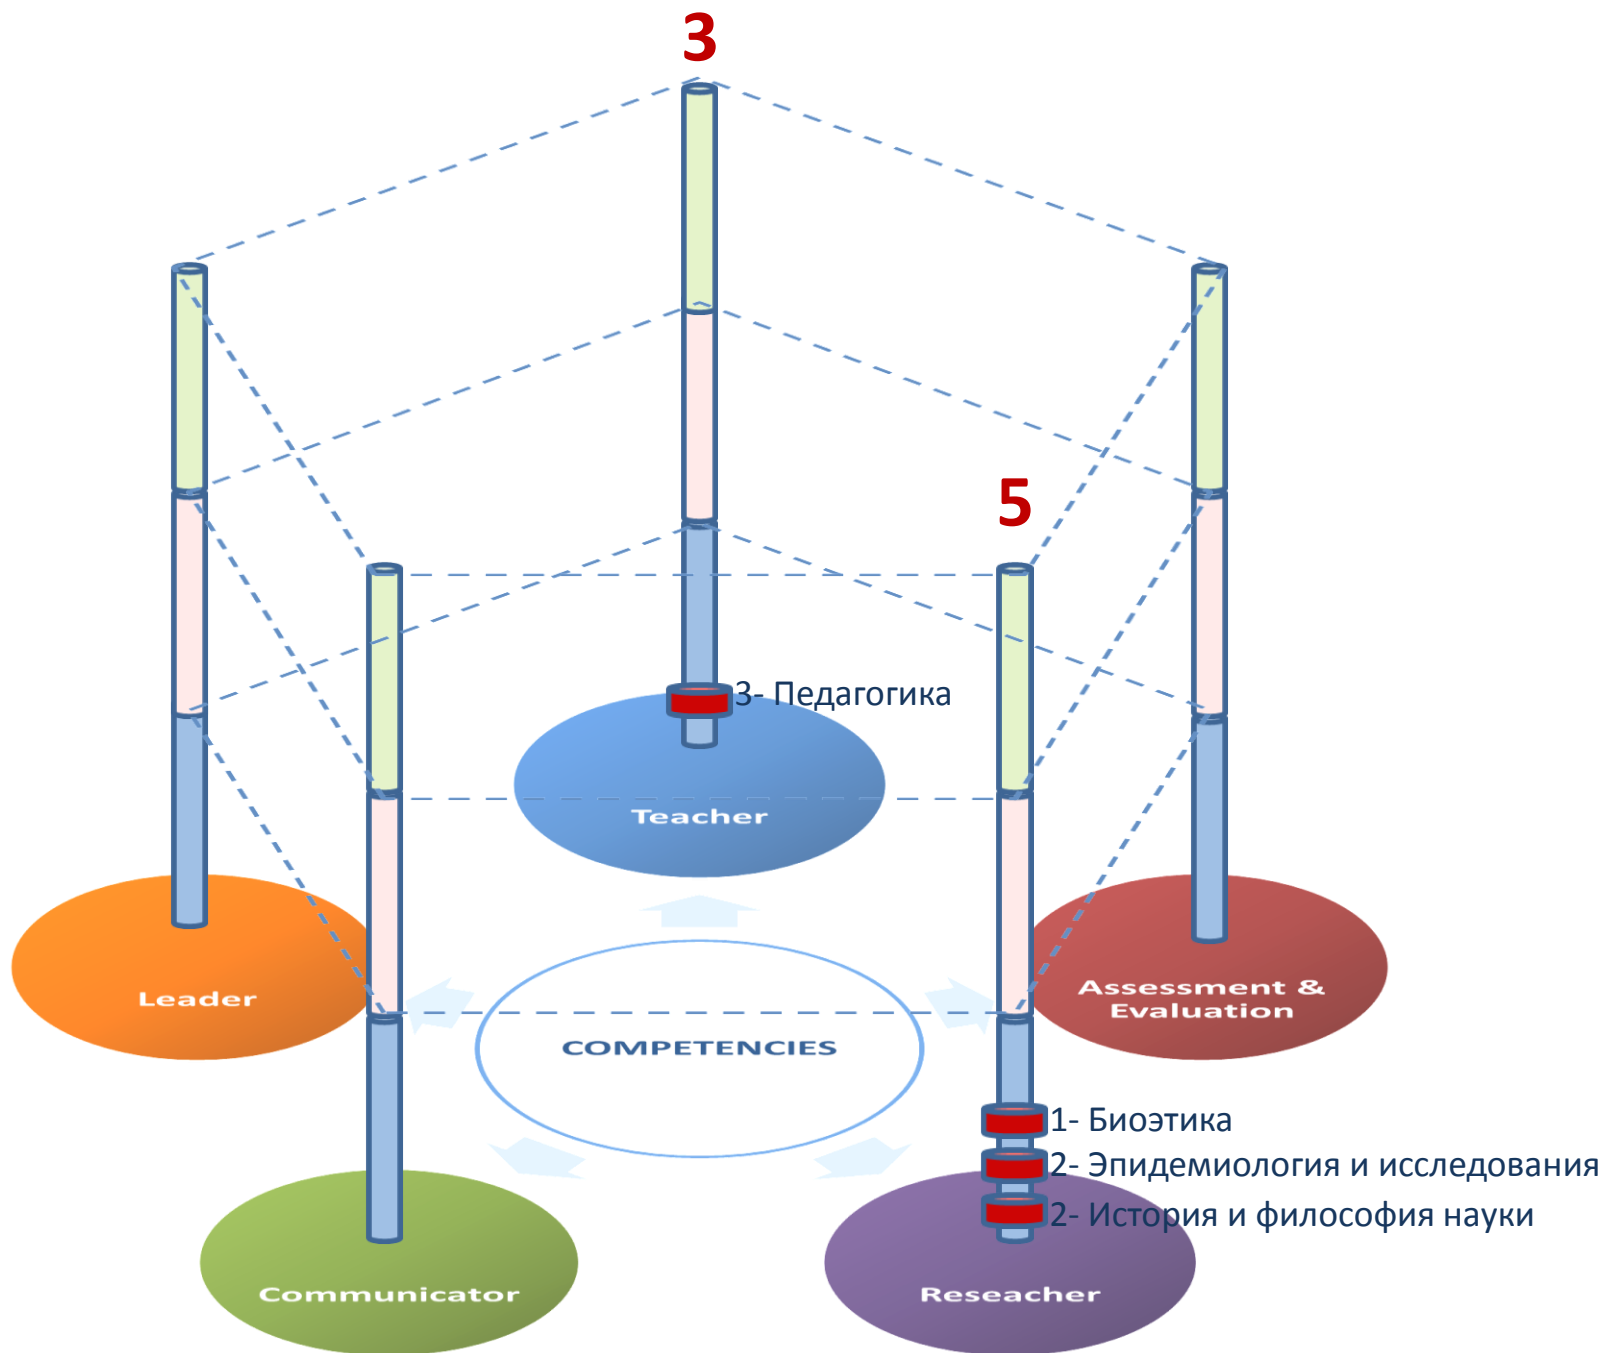 3
5
3- Педагогика
Teacher
Leader
Assessment &
Evaluation
COMPETENCIES
1- Биоэтика
2- Эпидемиология и исследования
2- История и философия науки
Communicator
Reseacher